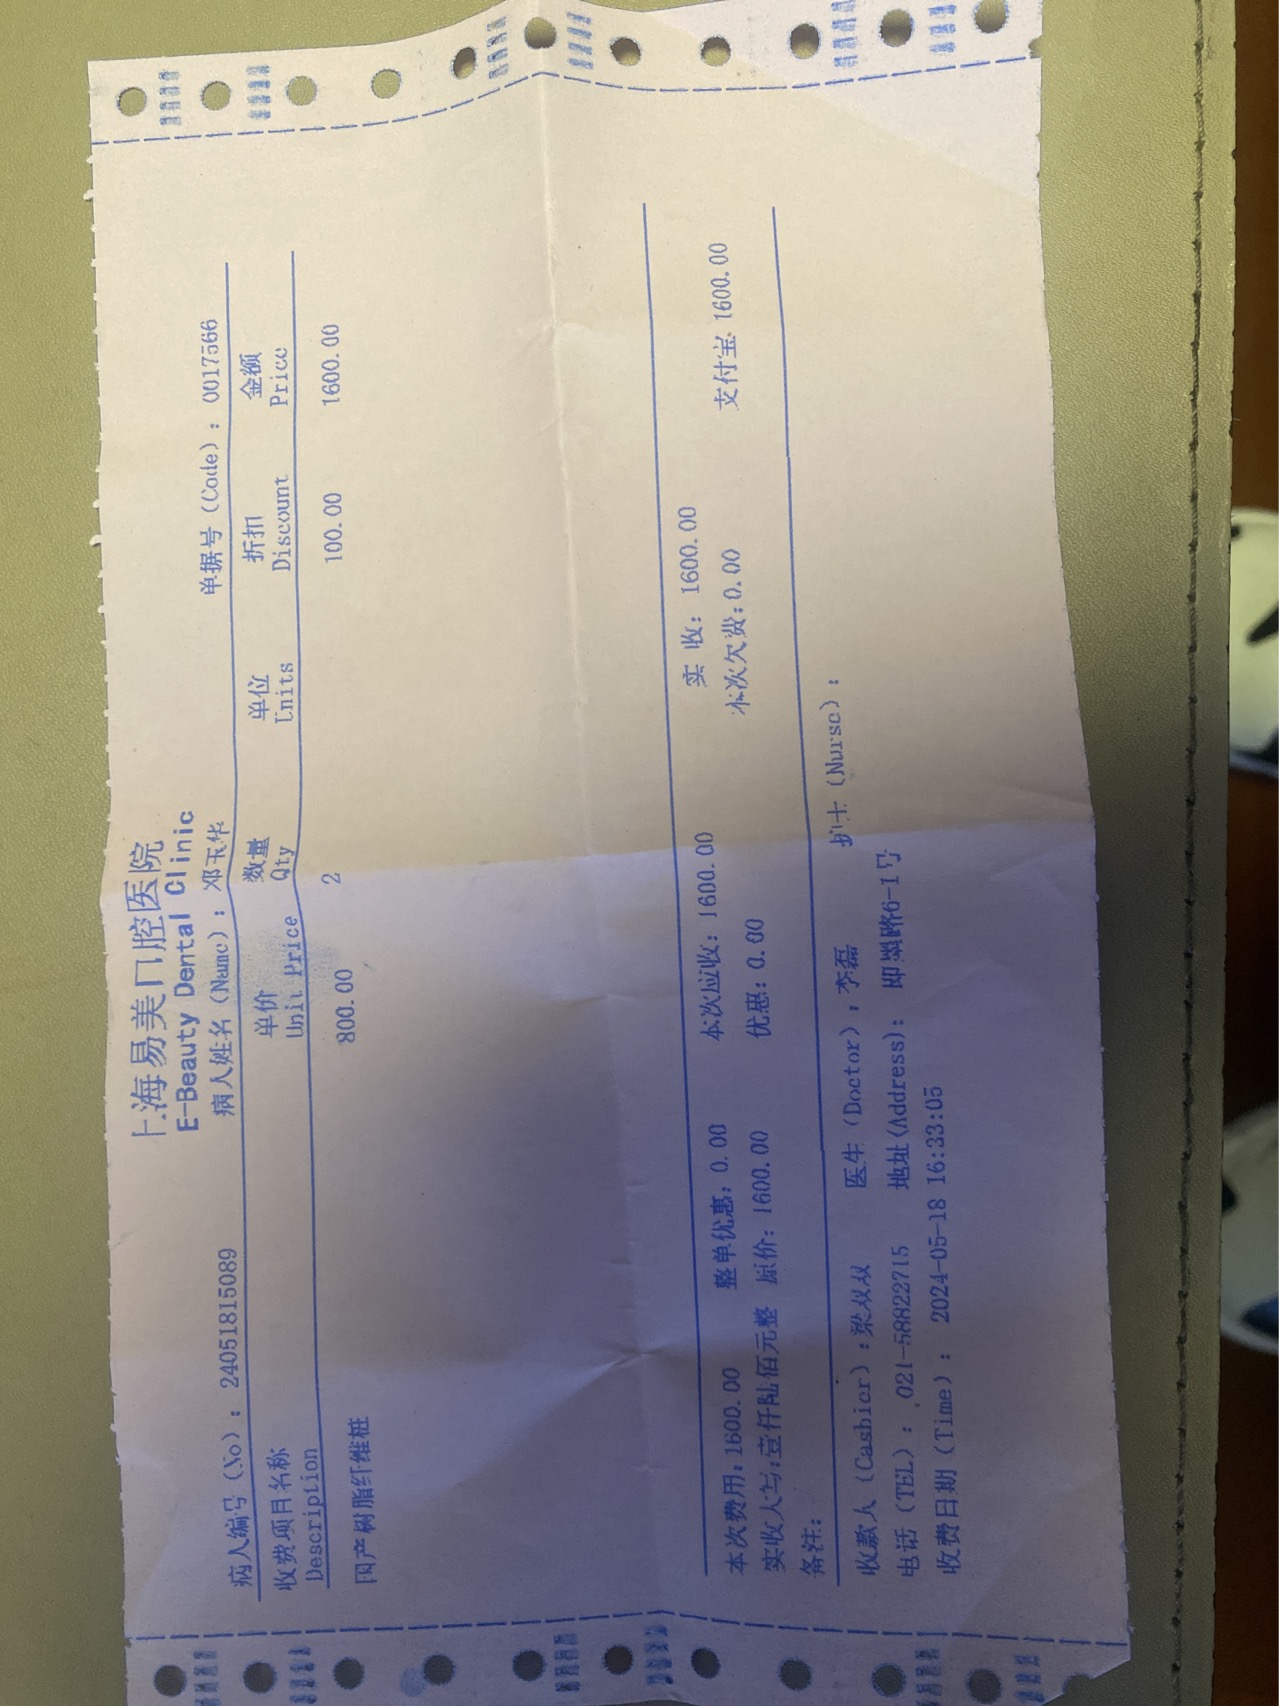 上海易美口腔医院
E-Beauty Dental Clinic
病人编号(No): 24051815089 病人姓名(Name): 邓玉华 单据号(Code): 0017566
收费项目名称 单价 数量 单位 折扣 金额
Description Unit Price Qty Units Discount Price
国产树脂纤维桩 800.00 2 100.00 1600.00
本次费用:1600.00 整单优惠: 0.00 本次应收: 1600.00 实 收: 1600.00
实收大写:壹仟陆佰元整 原价: 1600.00 优惠: 0.00 本次欠费:0.00 支付宝 1600.00
备注:
收款人(Cashier):梁双双 医生(Doctor): 李磊 护士(Nurse):
电话(TEL): 021-58822715 地址(Address): 即墨路6-1号
收费日期(Time): 2024-05-18 16:33:05